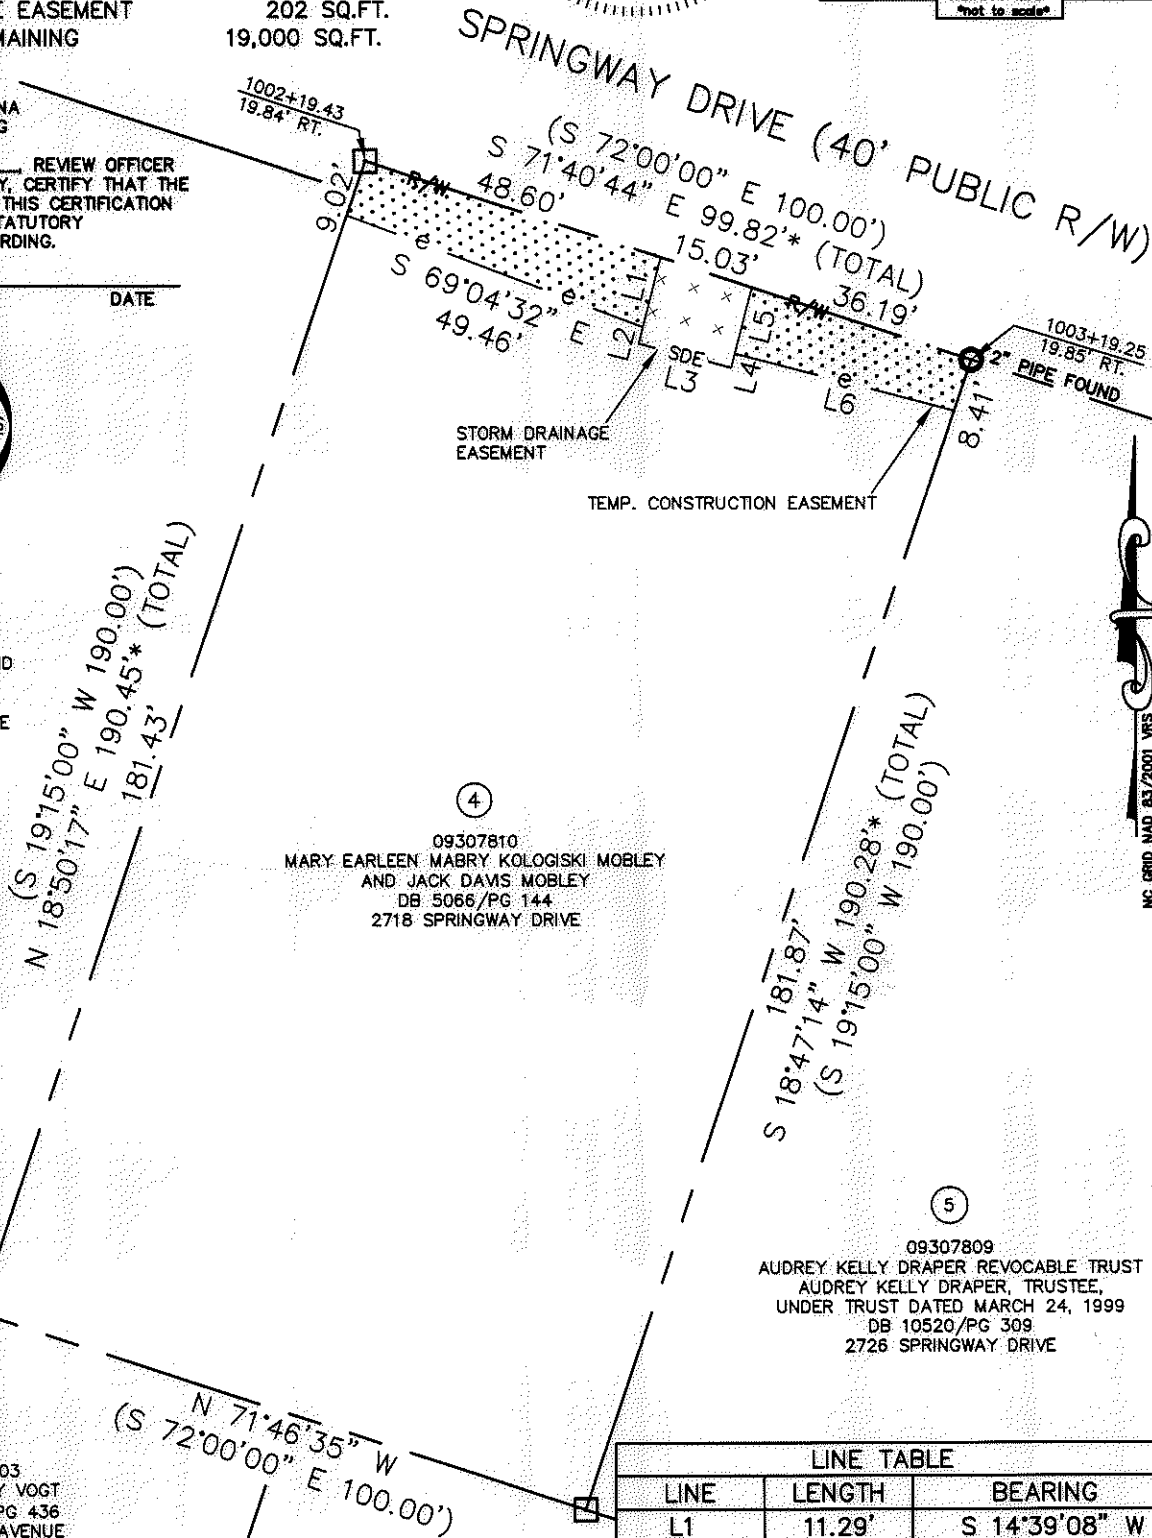 EASEMENT 202 SQ.FT.
19,000 SQ.FT.
*not to scale*
SPRINGWAY DRIVE (40' PUBLIC R/W)
1002+19.43
19.84' RT.
REVIEW OFFICER
CERTIFY THAT THE
THIS CERTIFICATION
DATE
(S 72°00'00" E 100.00')
S 71°40'44" E 99.82'* (TOTAL)
R/W
48.60'
15.03'
R/W
36.19'
9.02'
e
S 69°04'32" E
e
49.46'
L1
L2
SDE
L3
L4
L5
e
L6
1003+19.25
19.85' RT.
2" PIPE FOUND
8.41'
STORM DRAINAGE
EASEMENT
TEMP. CONSTRUCTION EASEMENT
(S 19°15'00" W 190.00')
N 18°50'17" E 190.45'* (TOTAL)
181.43'
4
09307810
MARY EARLEEN MABRY KOLOGISKI MOBLEY
AND JACK DAVIS MOBLEY
DB 5066/PG 144
2718 SPRINGWAY DRIVE
181.87'
S 18°47'14" W 190.28'* (TOTAL)
(S 19°15'00" W 190.00')
NC GRID NAD 83/2001 VRS
5
09307809
AUDREY KELLY DRAPER REVOCABLE TRUST
AUDREY KELLY DRAPER, TRUSTEE,
UNDER TRUST DATED MARCH 24, 1999
DB 10520/PG 309
2726 SPRINGWAY DRIVE
N 71°46'35" W
(S 72°00'00" E 100.00')
03
VOGT
PG 436
AVENUE
LINE TABLE
LINE LENGTH BEARING
L1 11.29' S 14°39'08" W